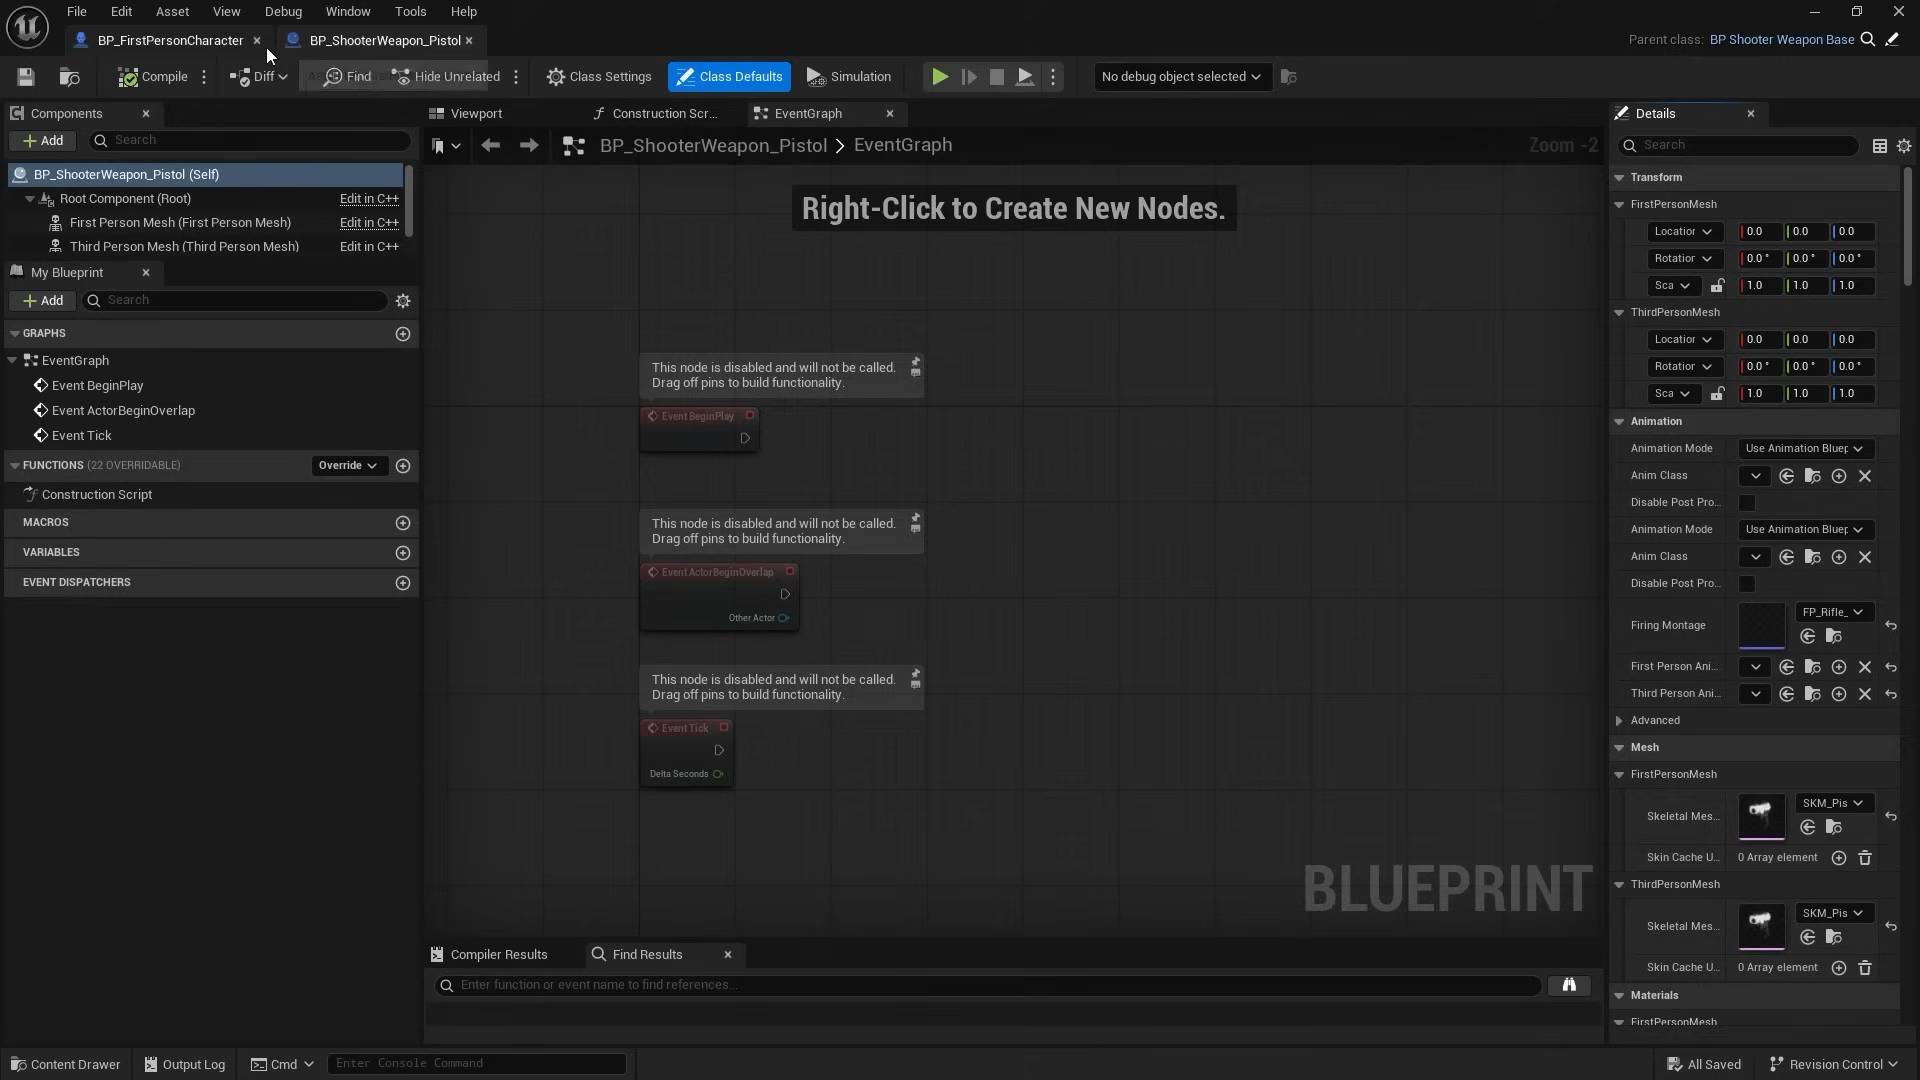 File Edit Asset View Debug Window Tools Help
BP_FirstPersonCharacter BP_ShooterWeapon_Pistol
Parent class: BP Shooter Weapon Base
Compile Diff Find Hide Unrelated Class Settings Class Defaults Simulation No debug object selected
Components
Add Search
BP_ShooterWeapon_Pistol (Self)
Root Component (Root) Edit in C++
First Person Mesh (First Person Mesh) Edit in C++
Third Person Mesh (Third Person Mesh) Edit in C++
My Blueprint
Add Search
GRAPHS
EventGraph
Event BeginPlay
Event ActorBeginOverlap
Event Tick
FUNCTIONS (22 OVERRIDABLE) Override
Construction Script
MACROS
VARIABLES
EVENT DISPATCHERS
Viewport Construction Scr... EventGraph
BP_ShooterWeapon_Pistol > EventGraph Zoom -2
Right-Click to Create New Nodes.
This node is disabled and will not be called.
Drag off pins to build functionality.
Event BeginPlay
This node is disabled and will not be called.
Drag off pins to build functionality.
Event ActorBeginOverlap
Other Actor
This node is disabled and will not be called.
Drag off pins to build functionality.
Event Tick
Delta Seconds
BLUEPRINT
Compiler Results Find Results
Enter function or event name to find references...
Details
Search
Transform
FirstPersonMesh
Locatior 0.0 0.0 0.0
Rotatior 0.0 ° 0.0 ° 0.0 °
Sca 1.0 1.0 1.0
ThirdPersonMesh
Locatior 0.0 0.0 0.0
Rotatior 0.0 ° 0.0 ° 0.0 °
Sca 1.0 1.0 1.0
Animation
Animation Mode Use Animation Bluep
Anim Class
Disable Post Pro...
Animation Mode Use Animation Bluep
Anim Class
Disable Post Pro...
Firing Montage FP_Rifle_
First Person Ani...
Third Person Ani...
Advanced
Mesh
FirstPersonMesh
Skeletal Mes... SKM_Pis
Skin Cache U... 0 Array element
ThirdPersonMesh
Skeletal Mes... SKM_Pis
Skin Cache U... 0 Array element
Materials
FirstPersonMesh
Content Drawer Output Log Cmd Enter Console Command All Saved Revision Control